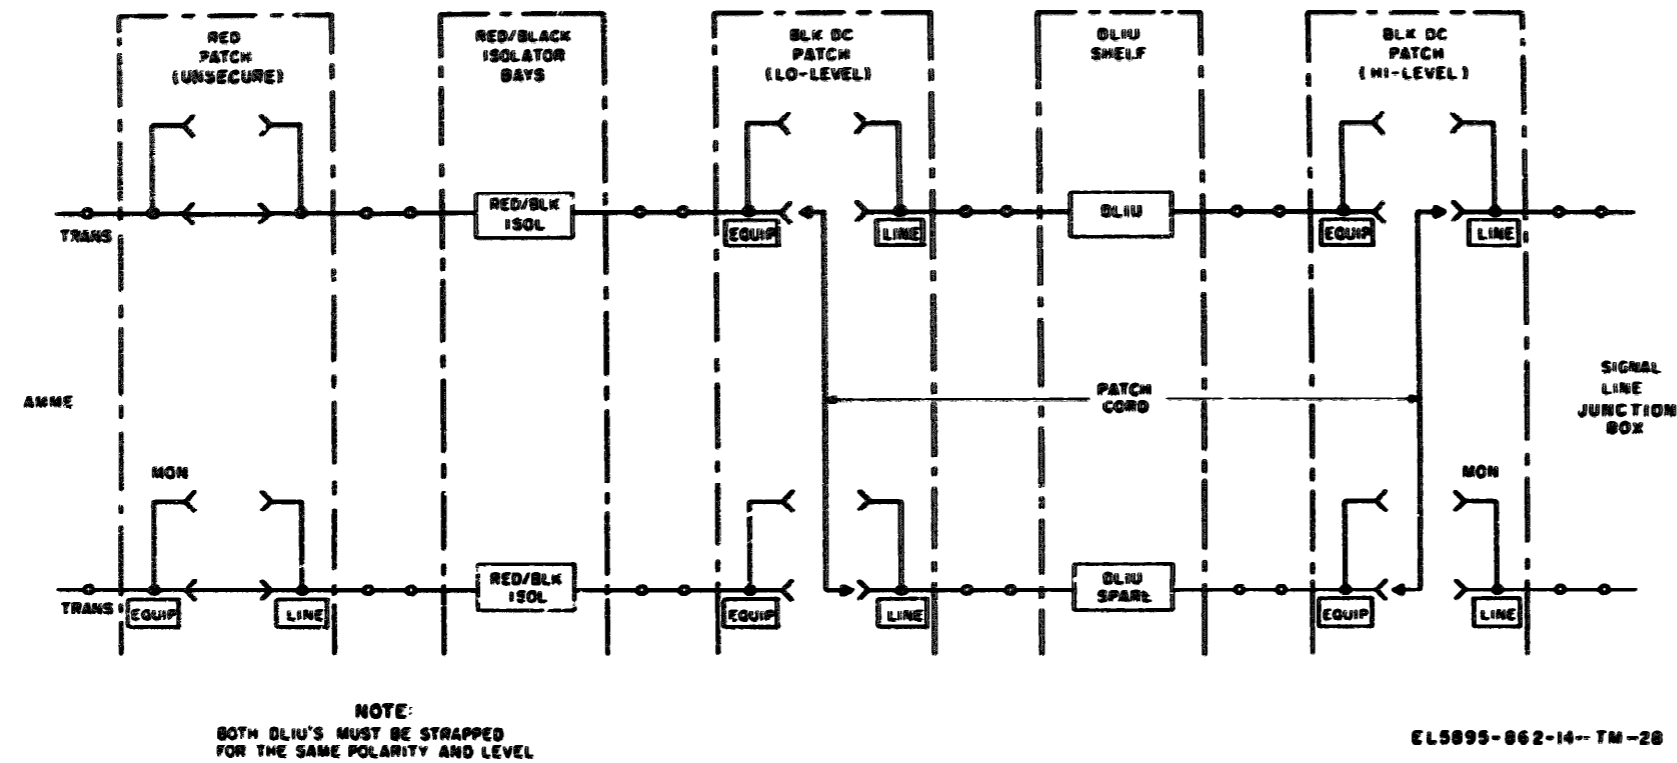 RED
PATCH
(UNSECURE)
RED/BLACK
ISOLATOR
BAYS
BLK DC
PATCH
(LO-LEVEL)
DLIU
SHELF
BLK DC
PATCH
(HI-LEVEL)
TRANS
RED/BLK
ISOL
EQUIP
LINE
DLIU
EQUIP
LINE
AMME
PATCH
CORD
SIGNAL
LINE
JUNCTION
BOX
MON
MON
TRANS
EQUIP
LINE
RED/BLK
ISOL
EQUIP
LINE
DLIU
SPARE
EQUIP
LINE
NOTE:
BOTH DLIU'S MUST BE STRAPPED
FOR THE SAME POLARITY AND LEVEL
EL5895-862-14-TM-28